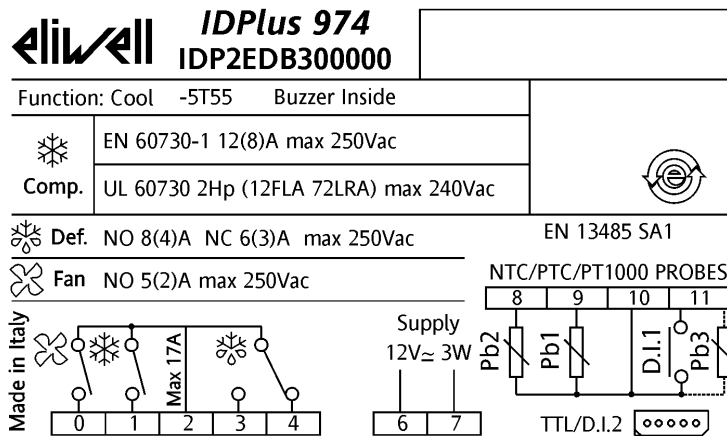 eliwell
IDPlus 974
IDP2EDB300000
Function: Cool -5T55 Buzzer Inside
Comp.
EN 60730-1 12(8)A max 250Vac
UL 60730 2Hp (12FLA 72LRA) max 240Vac
Def. NO 8(4)A NC 6(3)A max 250Vac
EN 13485 SA1
Fan NO 5(2)A max 250Vac
NTC/PTC/PT1000 PROBES
8 9 10 11
Made in Italy
Max 17A
Supply
12V≃ 3W
Pb2 Pb1 D.I.1 Pb3
0 1 2 3 4
6 7
TTL/D.I.2